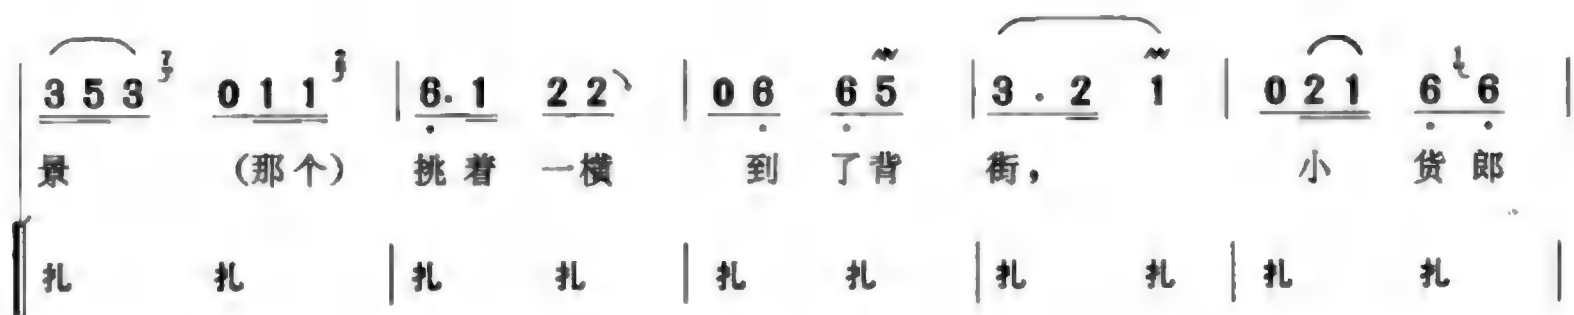 353 011 | 6.1 22 | 06 65 | 3.2 1 | 021 66 |
景 (那个) 挑着 一横 到 了背 街， 小 货郎
扎 扎 | 扎 扎 | 扎 扎 | 扎 扎 | 扎 扎 |